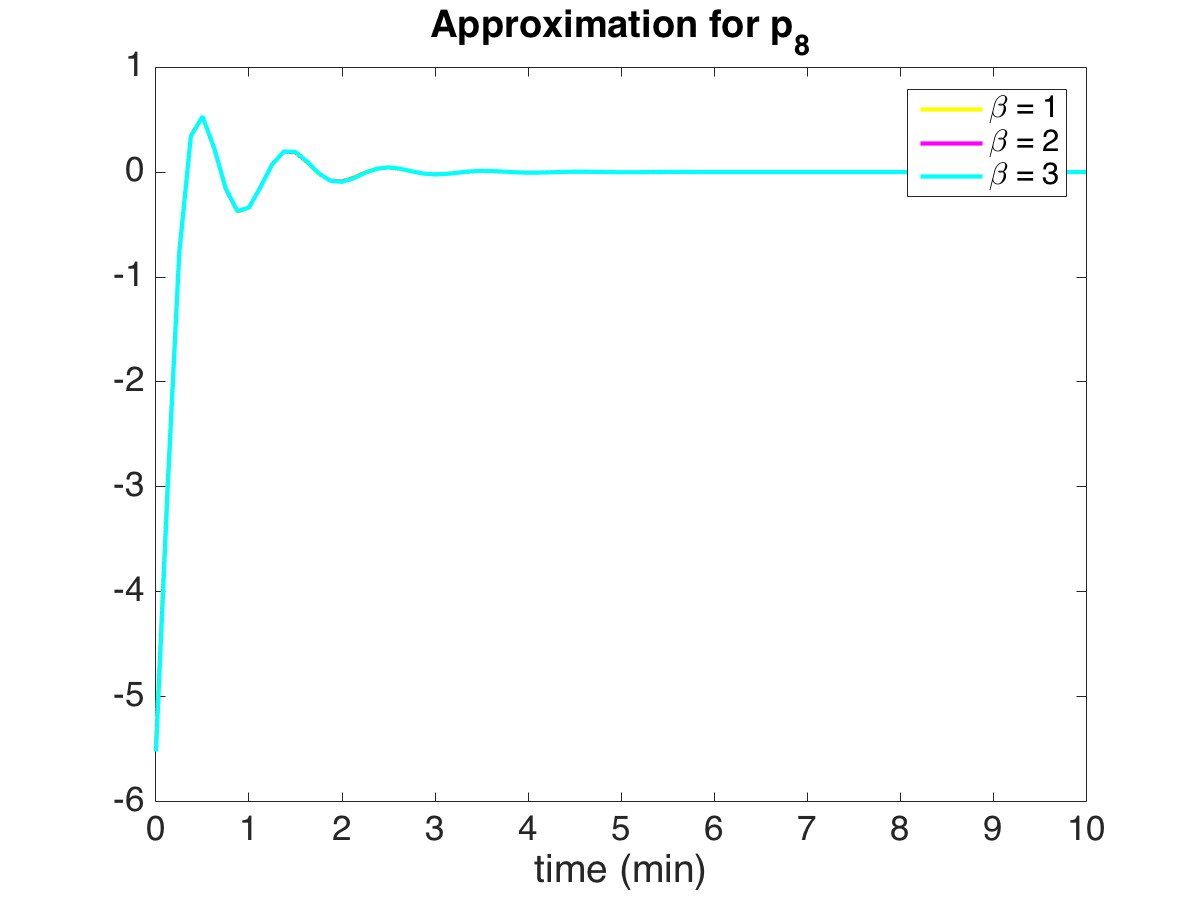 Approximation for p8
1
0
-1
-2
-3
-4
-5
-6
β = 1
β = 2
β = 3
0 1 2 3 4 5 6 7 8 9 10
time (min)